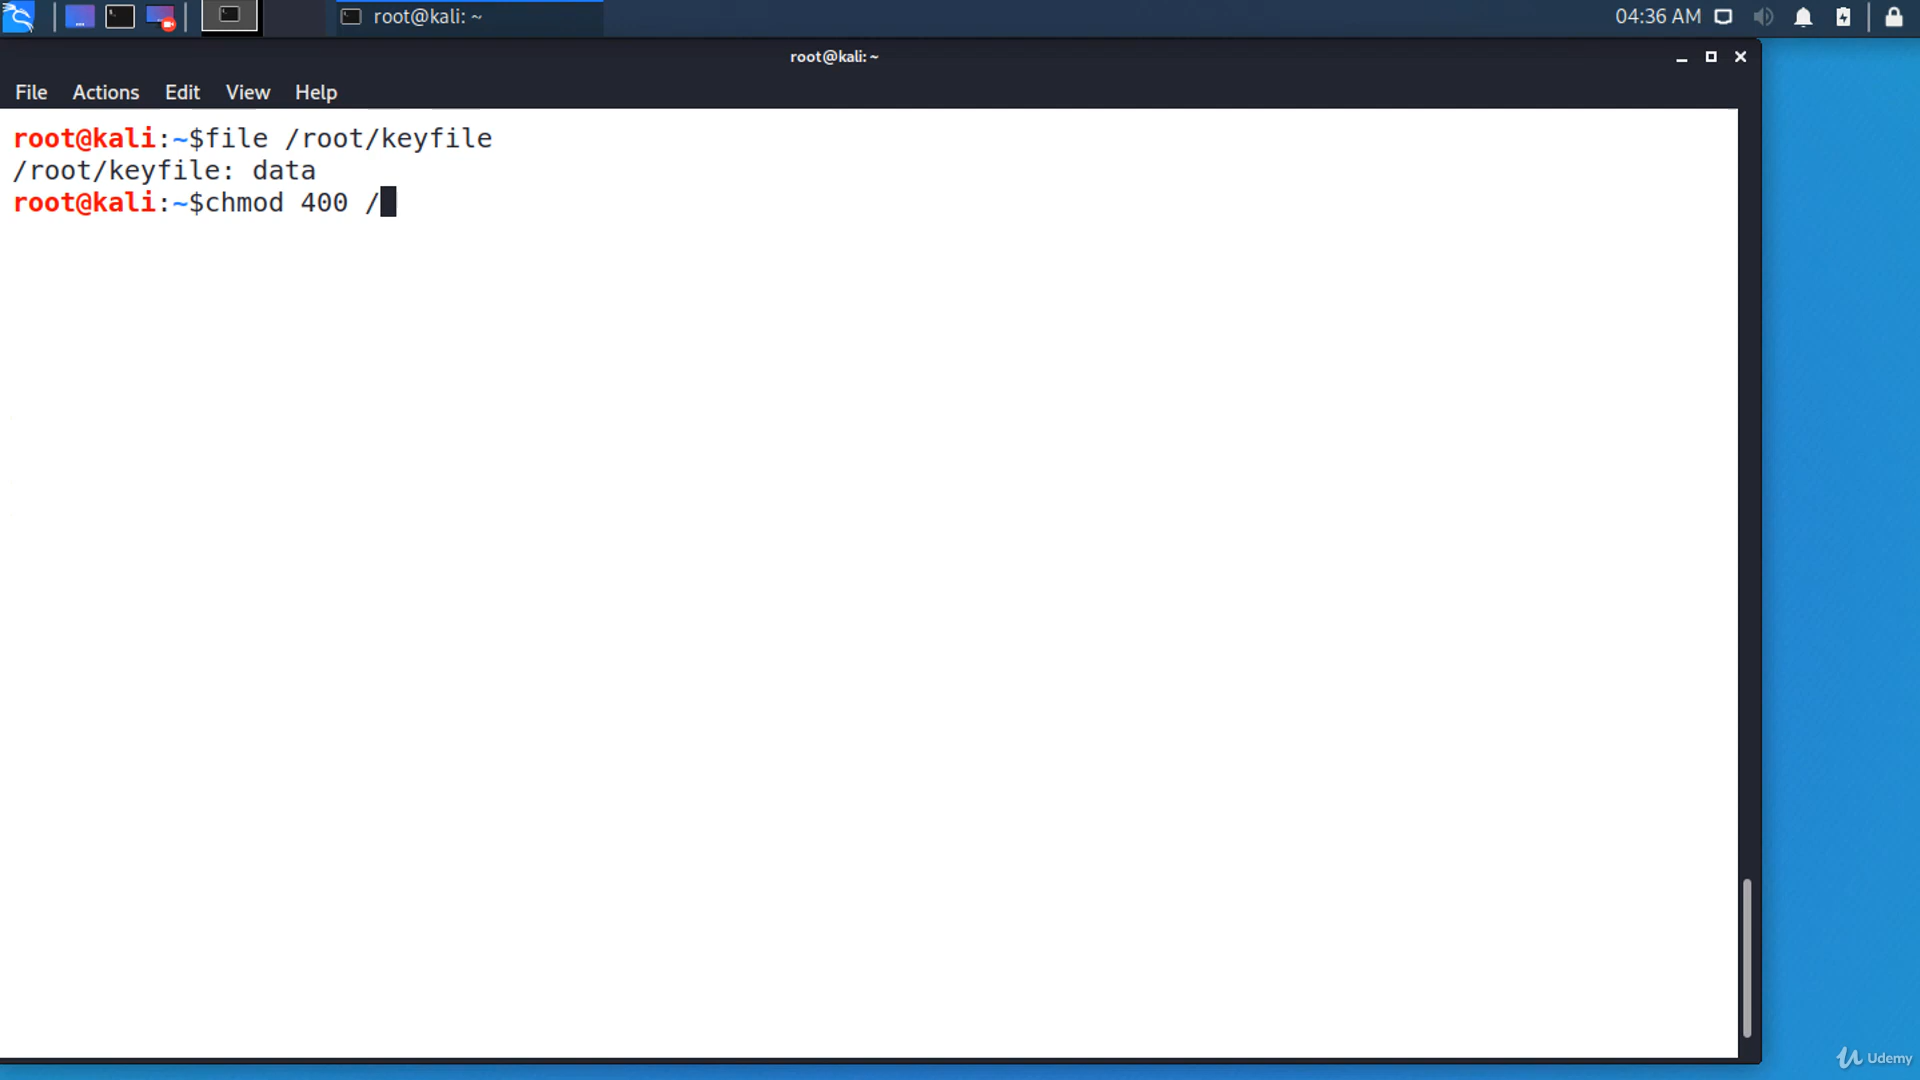 root@kali: ~
04:36 AM
root@kali: ~
File Actions Edit View Help
root@kali:~$file /root/keyfile
/root/keyfile: data
root@kali:~$chmod 400 /
Udemy